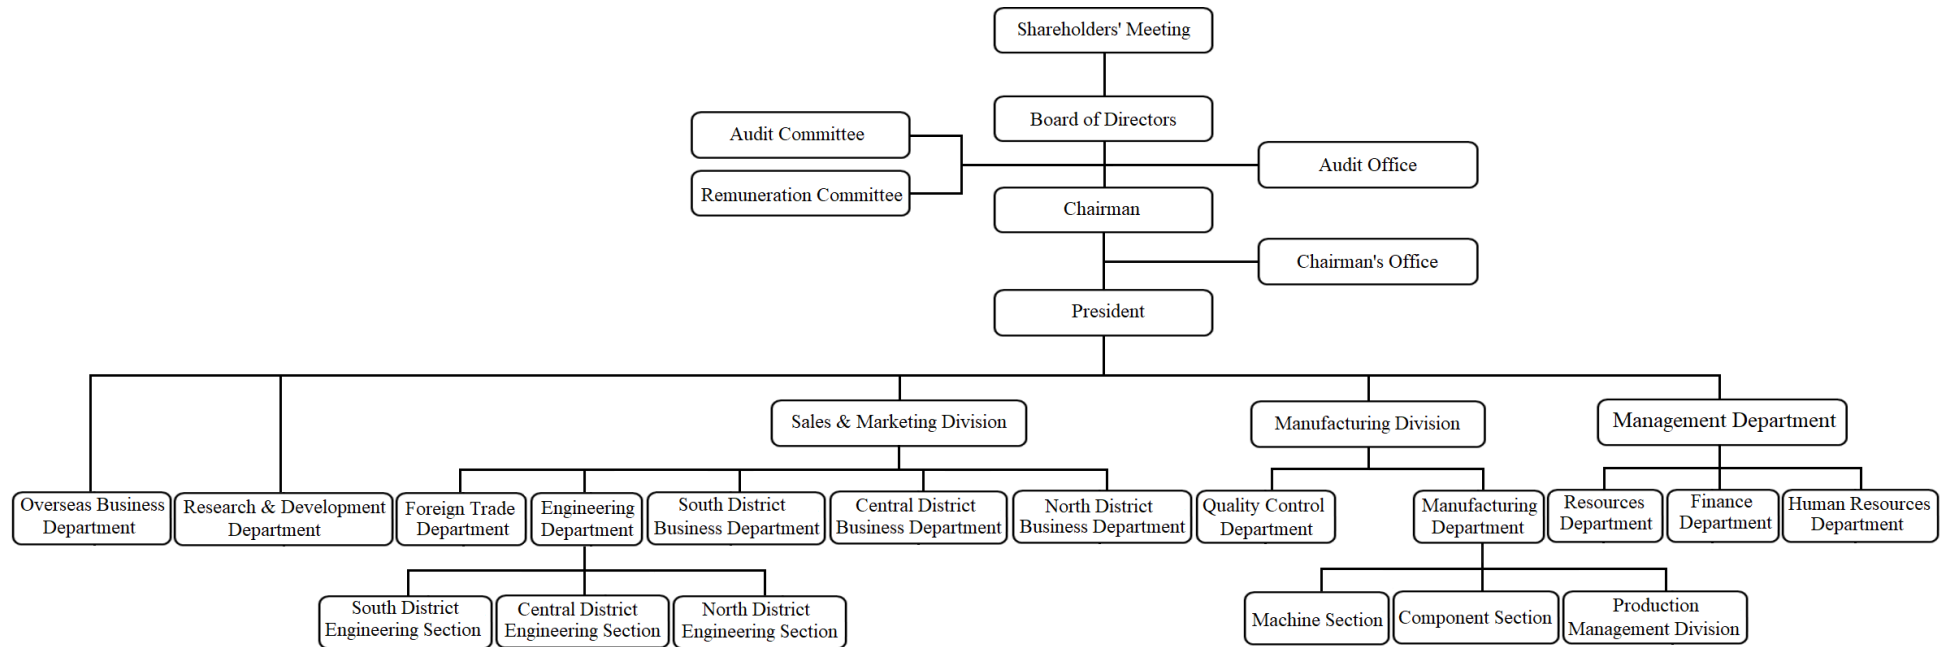 Shareholders' Meeting
Board of Directors
Audit Committee
Audit Office
Remuneration Committee
Chairman
Chairman's Office
President
Sales & Marketing Division
Manufacturing Division
Management Department
Overseas Business
Department
Research & Development
Department
Foreign Trade
Department
Engineering
Department
South District
Business Department
Central District
Business Department
North District
Business Department
Quality Control
Department
Manufacturing
Department
Resources
Department
Finance
Department
Human Resources
Department
South District
Engineering Section
Central District
Engineering Section
North District
Engineering Section
Machine Section
Component Section
Production
Management Division